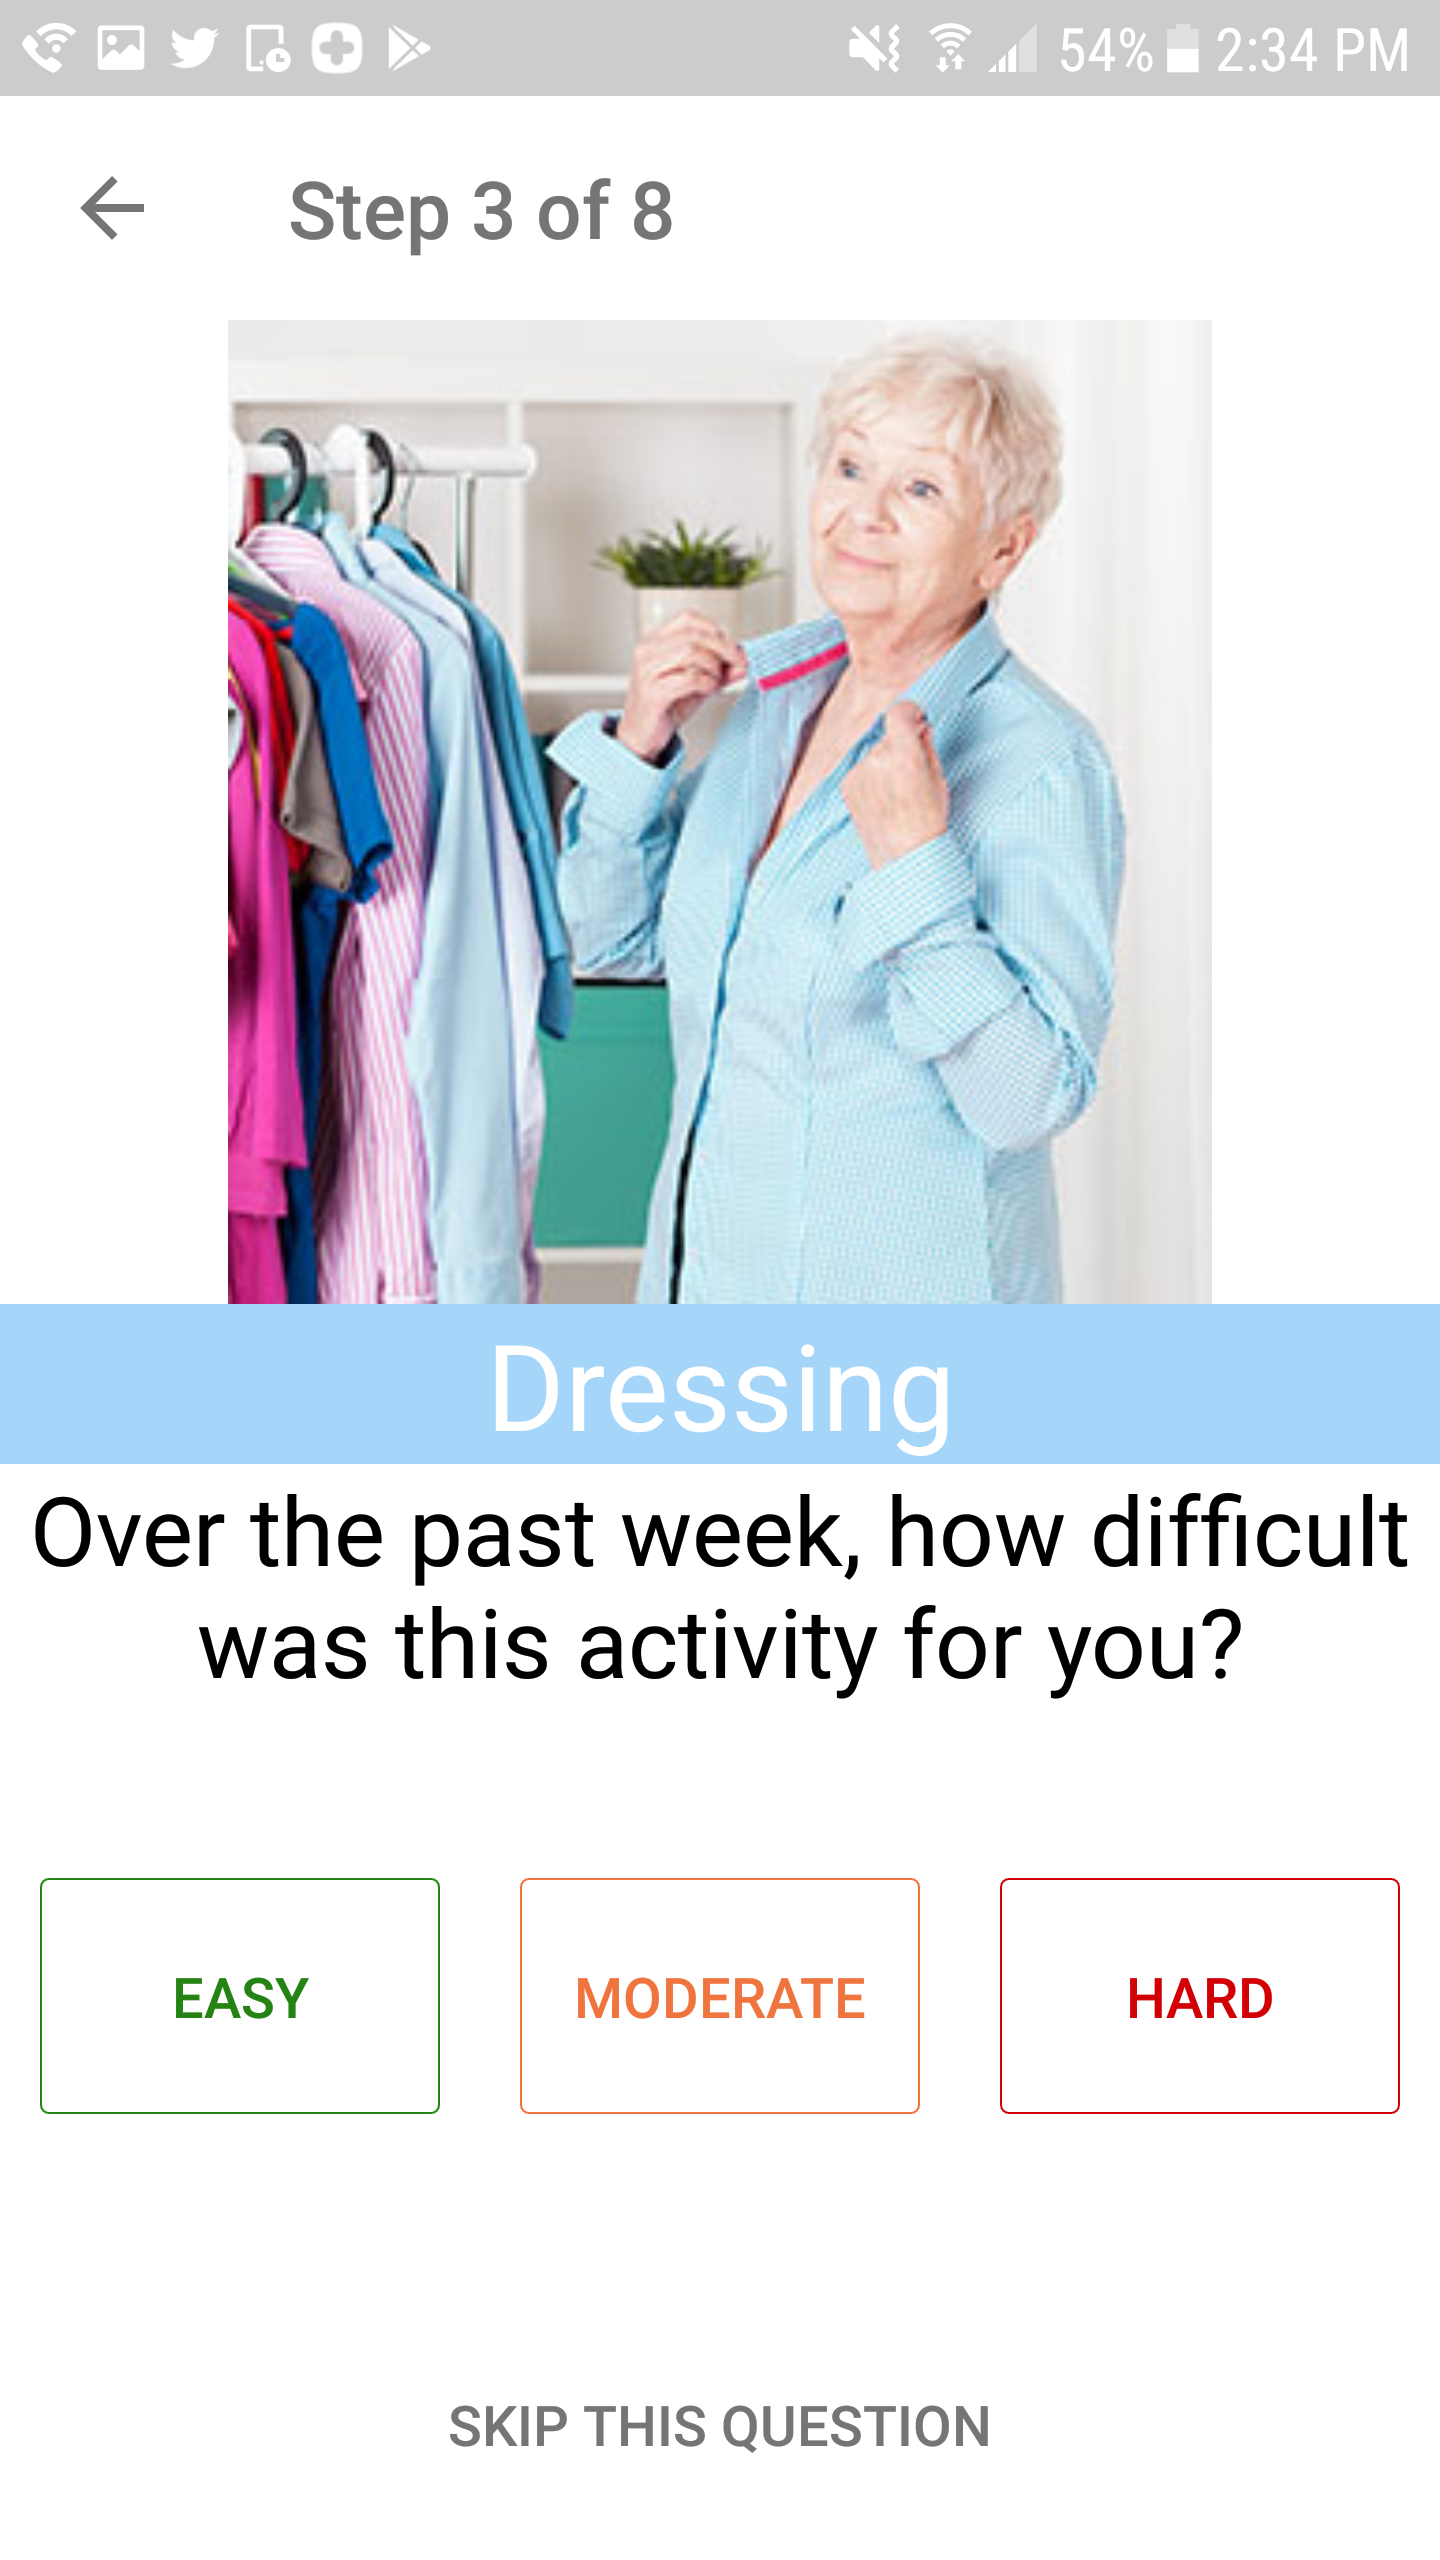 54% 2:34 PM
Step 3 of 8
Dressing
Over the past week, how difficult
was this activity for you?
EASY MODERATE HARD
SKIP THIS QUESTION